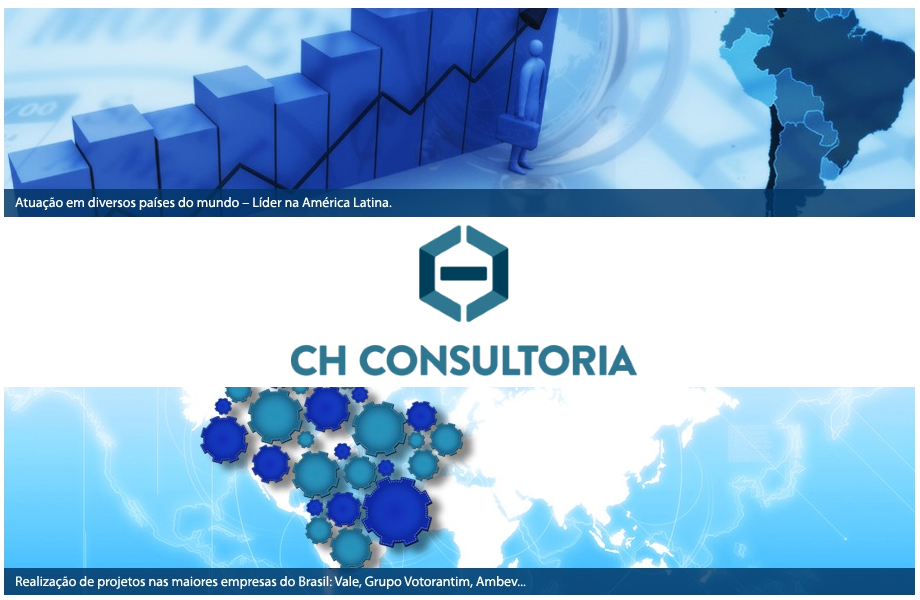 MONEY
Atuação em diversos países do mundo – Líder na América Latina.
CH CONSULTORIA
Realização de projetos nas maiores empresas do Brasil: Vale, Grupo Votorantim, Ambev...